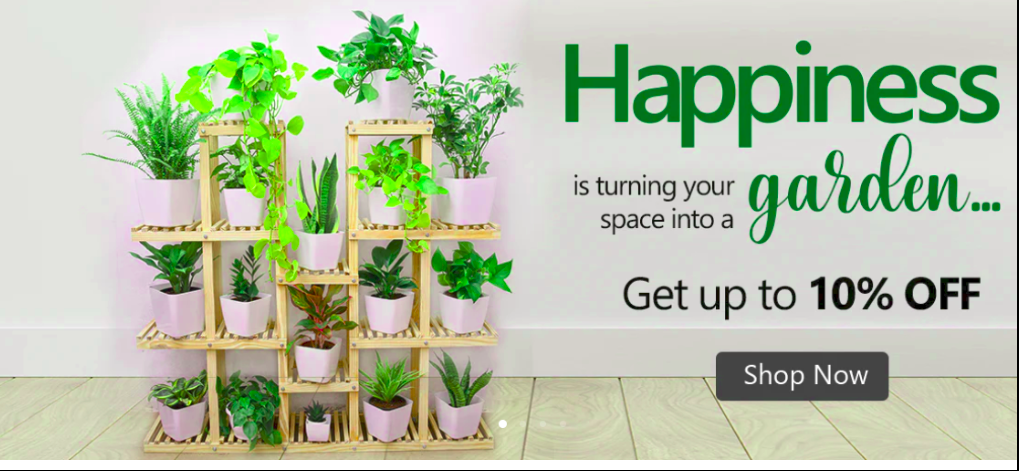 Happiness
is turning your
space into a garden...
Get up to 10% OFF
Shop Now